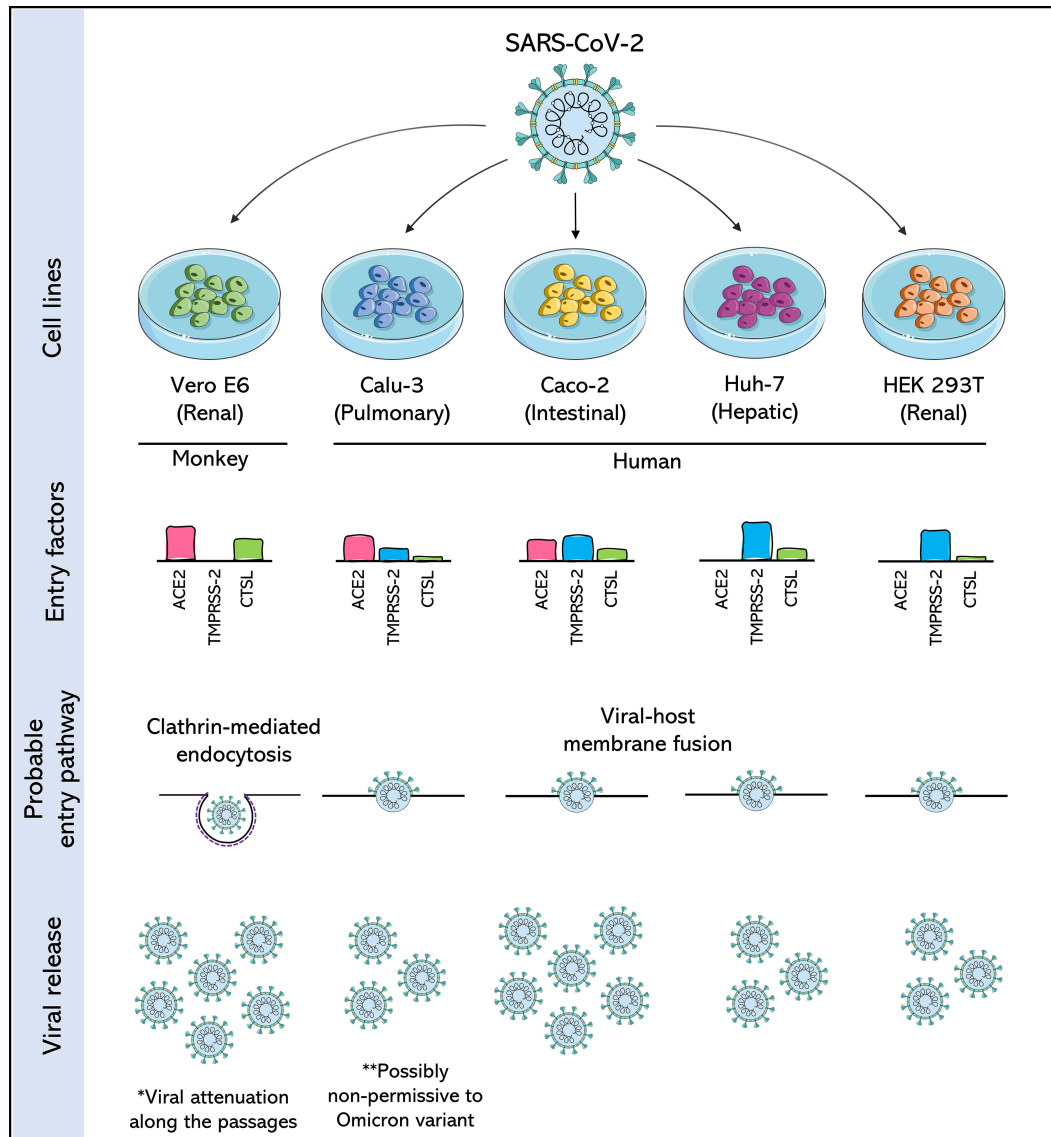 SARS-CoV-2
Cell lines
Vero E6
(Renal)
Calu-3
(Pulmonary)
Caco-2
(Intestinal)
Huh-7
(Hepatic)
HEK 293T
(Renal)
Monkey
Human
Entry factors
ACE2
TMPRSS-2
CTSL
ACE2
TMPRSS-2
CTSL
ACE2
TMPRSS-2
CTSL
ACE2
TMPRSS-2
CTSL
ACE2
TMPRSS-2
CTSL
Probable
entry pathway
Clathrin-mediated
endocytosis
Viral-host
membrane fusion
Viral release
*Viral attenuation
along the passages
**Possibly
non-permissive to
Omicron variant